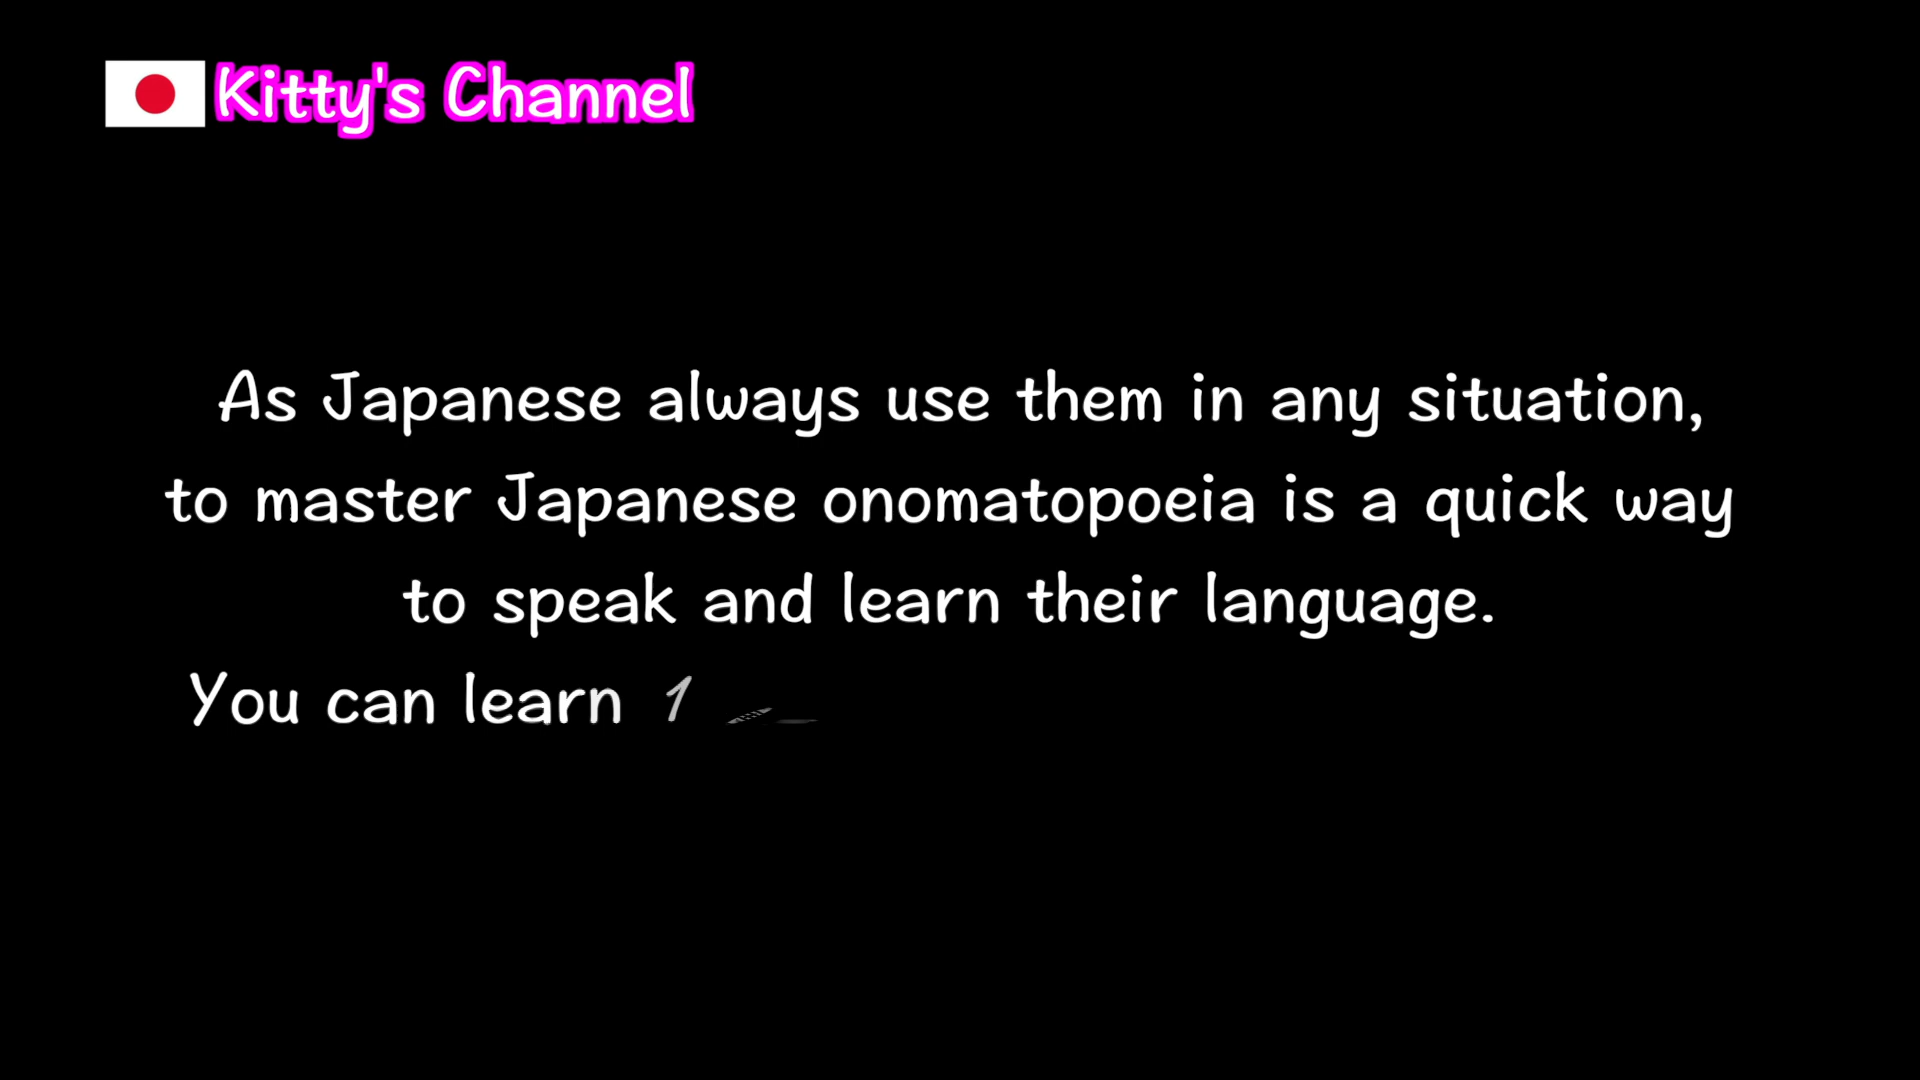 Kitty's Channel
As Japanese always use them in any situation,
to master Japanese onomatopoeia is a quick way
to speak and learn their language.
You can learn 1